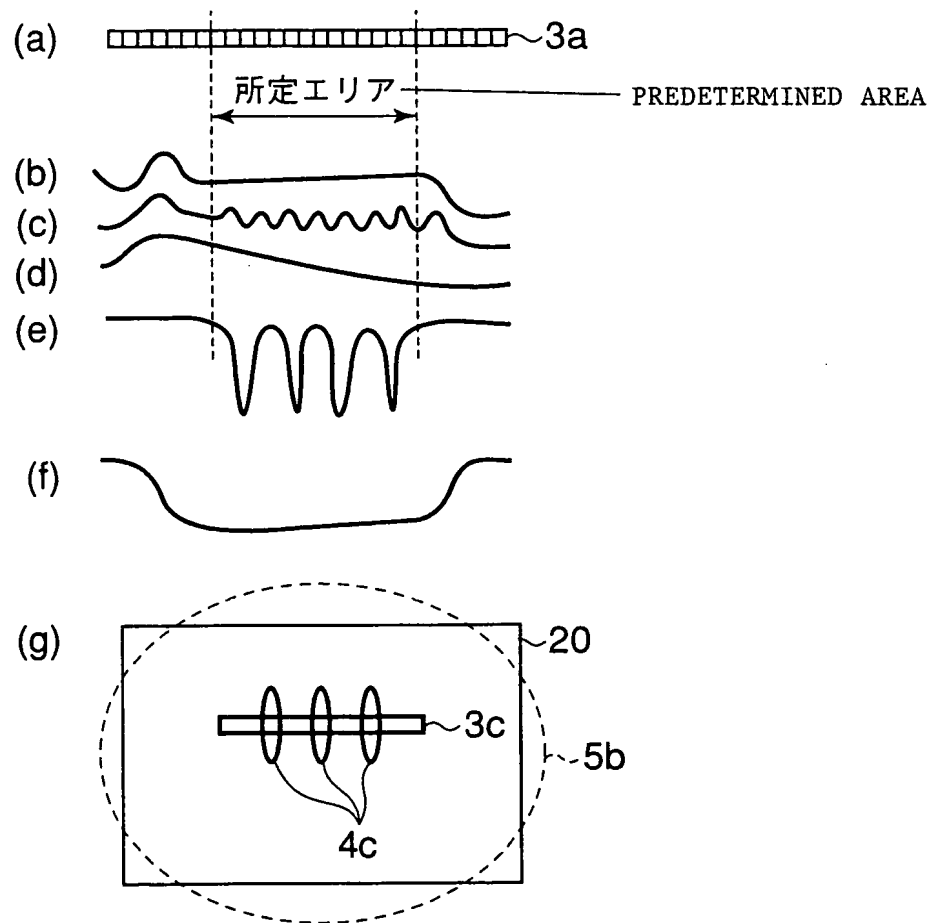 (a)
3a
所定エリア
PREDETERMINED AREA
(b)
(c)
(d)
(e)
(f)
(g)
20
3c
5b
4c